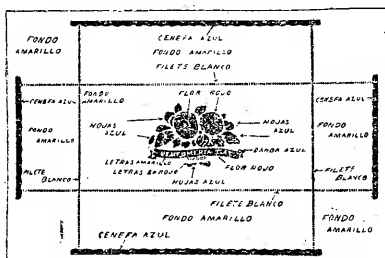 FONDO
AMARILLO
CENEFA AZUL
FONDO AMARILLO
FILETE BLANCO
CENEFA AZUL
FONDO
AMARILLO
FLOR ROJO
CENEFA AZUL
FONDO
AMARILLO
HOJAS
AZUL
HOJAS
AZUL
FONDO
AMARILLO
BANDA AZUL
LETRAS AMARILLO
FLOR ROJO
LETRAS
HOJAS AZUL
FILETE
BLANCO
FILETE
BLANCO
FILETE BLANCO
FONDO AMARILLO
FONDO
AMARILLO
CENEFA AZUL